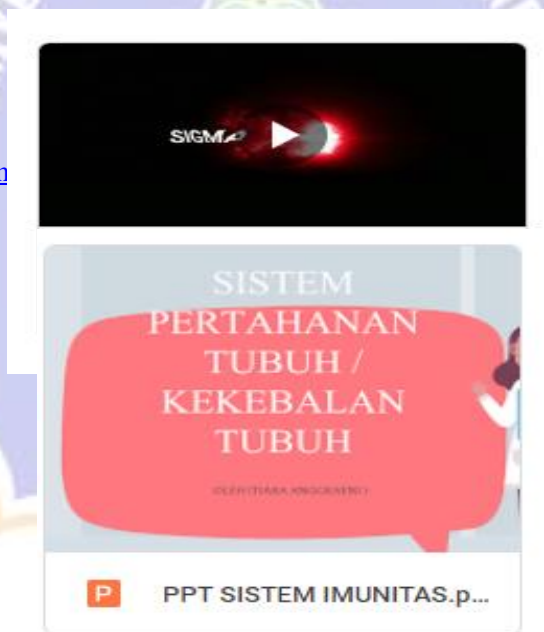 SIGMA
SISTEM
PERTAHANAN
TUBUH /
KEKEBALAN
TUBUH
P PPT SISTEM IMUNITAS.p...